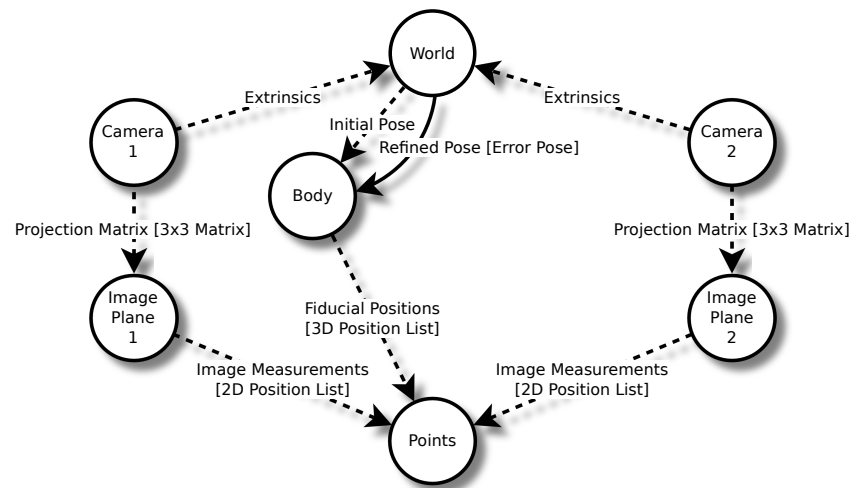 World
Extrinsics
Extrinsics
Camera
1
Initial Pose
Camera
2
Refined Pose [Error Pose]
Body
Projection Matrix [3x3 Matrix]
Projection Matrix [3x3 Matrix]
Image
Plane
1
Fiducial Positions
[3D Position List]
Image
Plane
2
Image Measurements
[2D Position List]
Image Measurements
[2D Position List]
Points